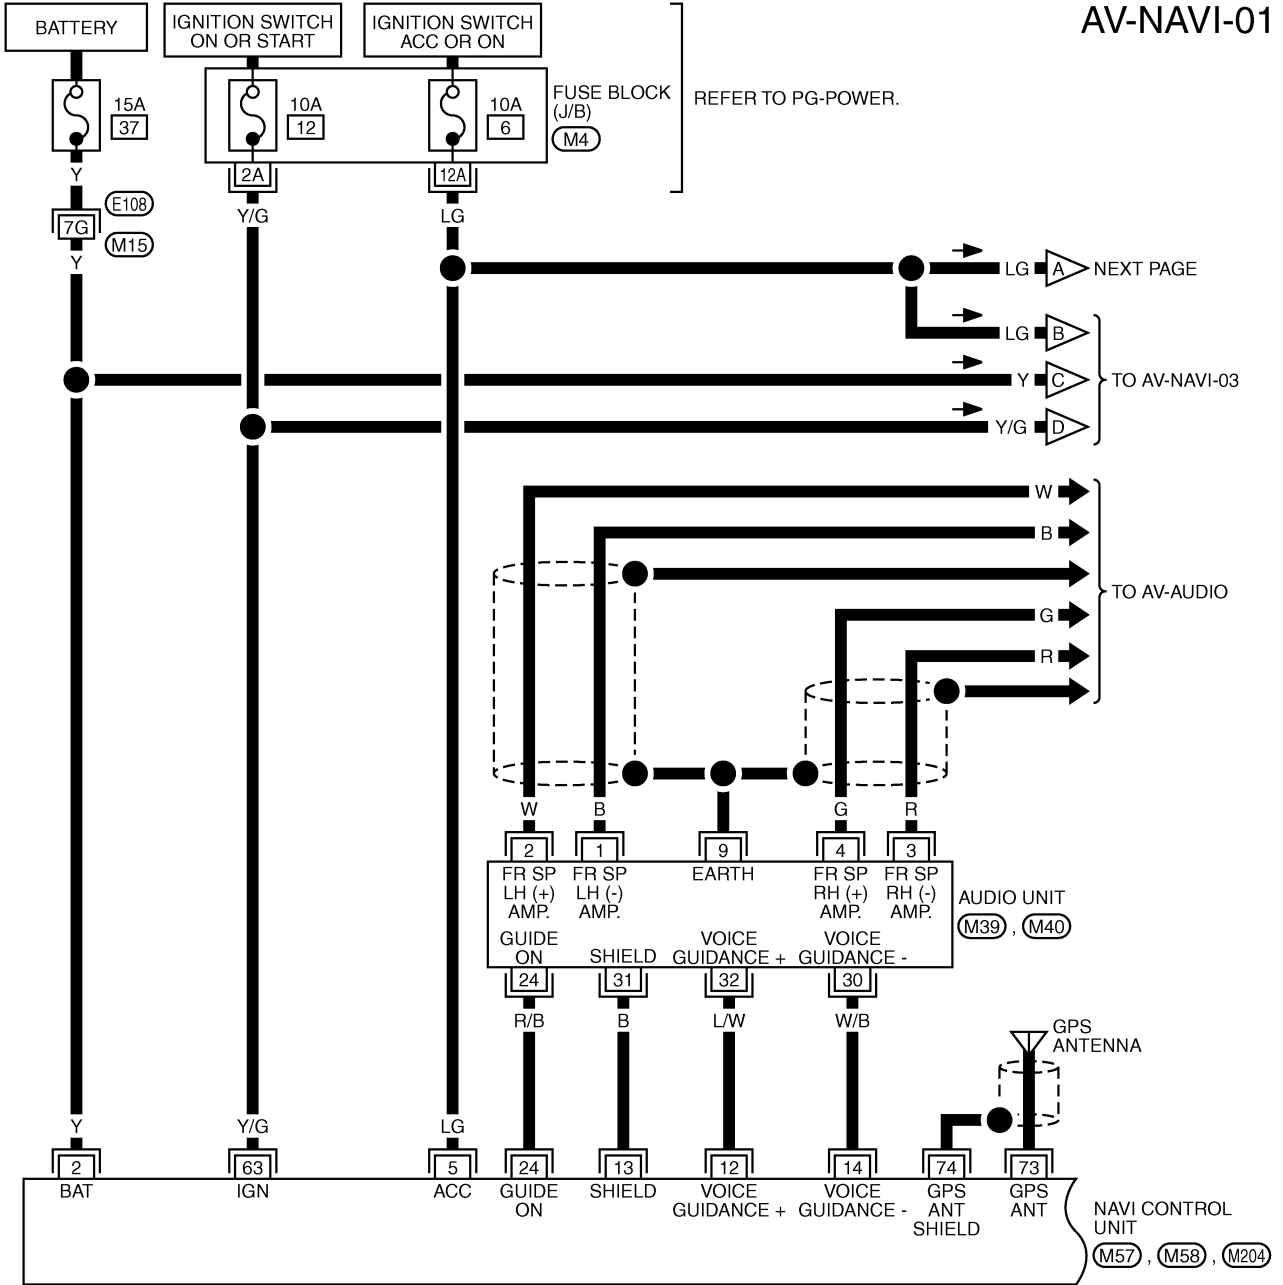 AV-NAVI-01
BATTERY
IGNITION SWITCH
ON OR START
IGNITION SWITCH
ACC OR ON
15A
37
10A
12
10A
6
FUSE BLOCK
(J/B)
M4
REFER TO PG-POWER.
2A
12A
Y
Y/G
LG
E108
7G
M15
Y
LG
A
NEXT PAGE
LG
B
Y
C
TO AV-NAVI-03
Y/G
D
W
B
TO AV-AUDIO
G
R
W
B
G
R
2
1
9
4
3
FR SP
LH (+)
AMP.
FR SP
LH (-)
AMP.
EARTH
FR SP
RH (+)
AMP.
FR SP
RH (-)
AMP.
AUDIO UNIT
M39 , M40
GUIDE
ON
SHIELD
VOICE
GUIDANCE +
VOICE
GUIDANCE -
24
31
32
30
R/B
B
L/W
W/B
GPS
ANTENNA
Y
Y/G
LG
2
63
5
24
13
12
14
74
73
BAT
IGN
ACC
GUIDE
ON
SHIELD
VOICE
GUIDANCE +
VOICE
GUIDANCE -
GPS
ANT
SHIELD
GPS
ANT
NAVI CONTROL
UNIT
M57 , M58 , M204